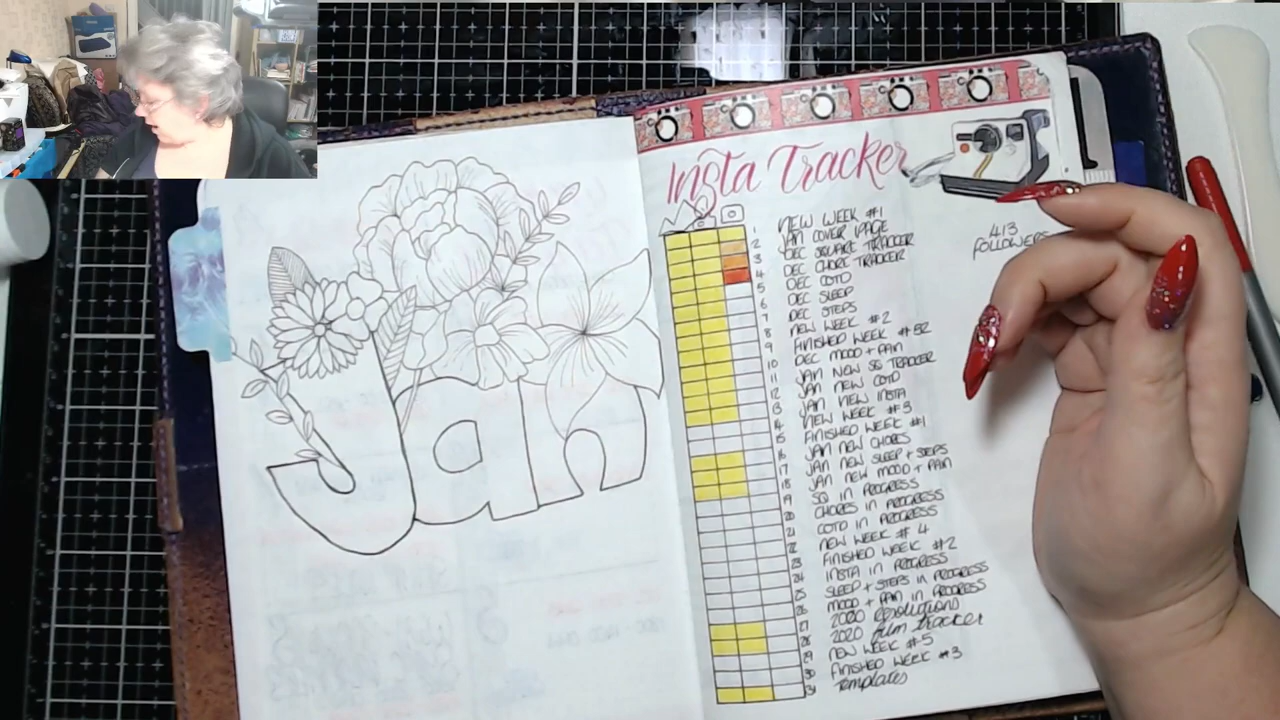 Jan
Insta Tracker
413
FOLLOWERS
1 NEW WEEK #1
2 JAN COVER PAGE
3 DEC SQUARE TRACKER
4 DEC CHORE TRACKER
5 DEC COTD
6 DEC SLEEP
7 DEC STEPS
8 NEW WEEK #2
9 FINISHED WEEK #52
10 DEC MOOD + PAIN
11 JAN NEW SQ TRACKER
12 JAN NEW COTD
13 JAN NEW INSTA
14 NEW WEEK #3
15 FINISHED WEEK #1
16 JAN NEW CHORES
17 JAN NEW SLEEP + STEPS
18 JAN NEW MOOD + PAIN
19 SQ IN PROGRESS
20 CHORES IN PROGRESS
21 COTD IN PROGRESS
22 NEW WEEK # 4
23 FINISHED WEEK #2
24 INSTA IN PROGRESS
25 SLEEP + STEPS IN PROGRESS
26 MOOD + PAIN IN PROGRESS
27 2020 Resolutions
28 2020 Film Tracker
29 NEW WEEK #5
30 FINISHED WEEK #3
31 Templates